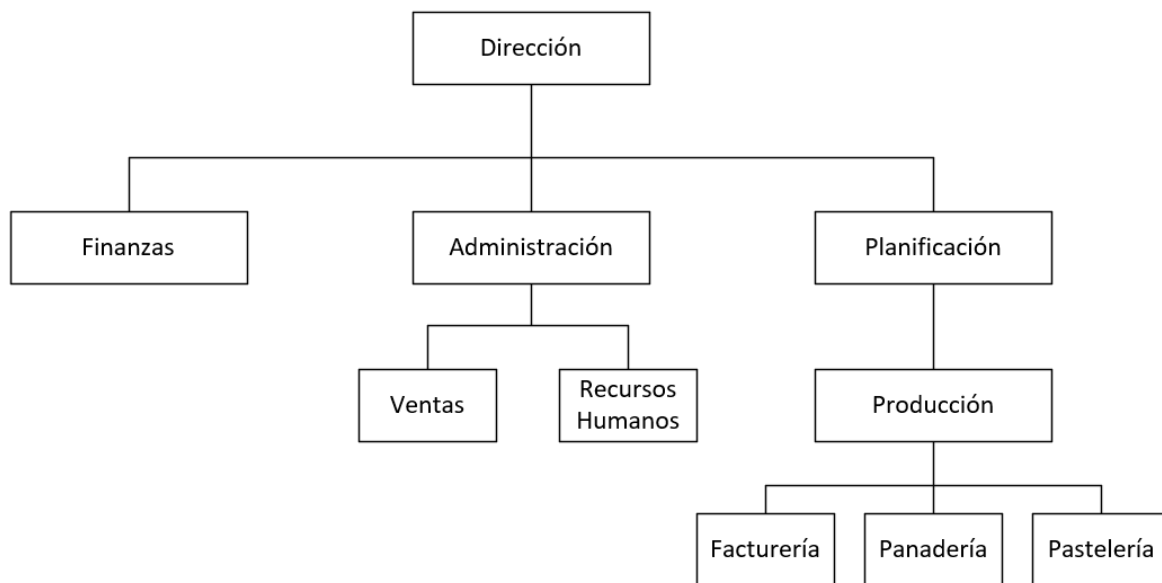 Dirección
Finanzas
Administración
Planificación
Ventas
Recursos
Humanos
Producción
Facturería
Panadería
Pastelería